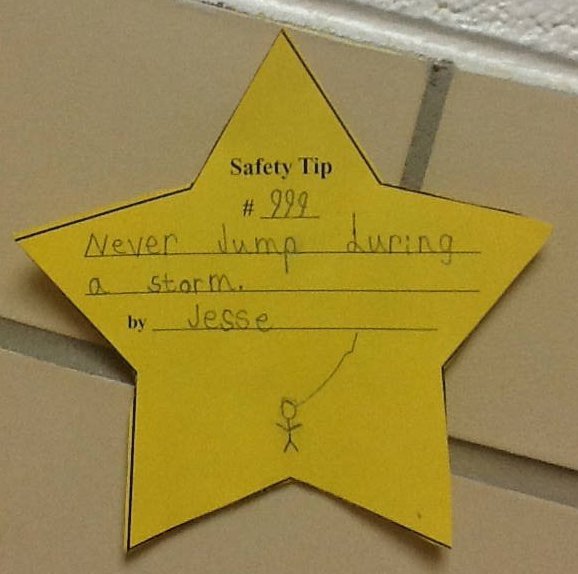 Safety Tip
# 999
Never Jump during
a storm.
by Jesse